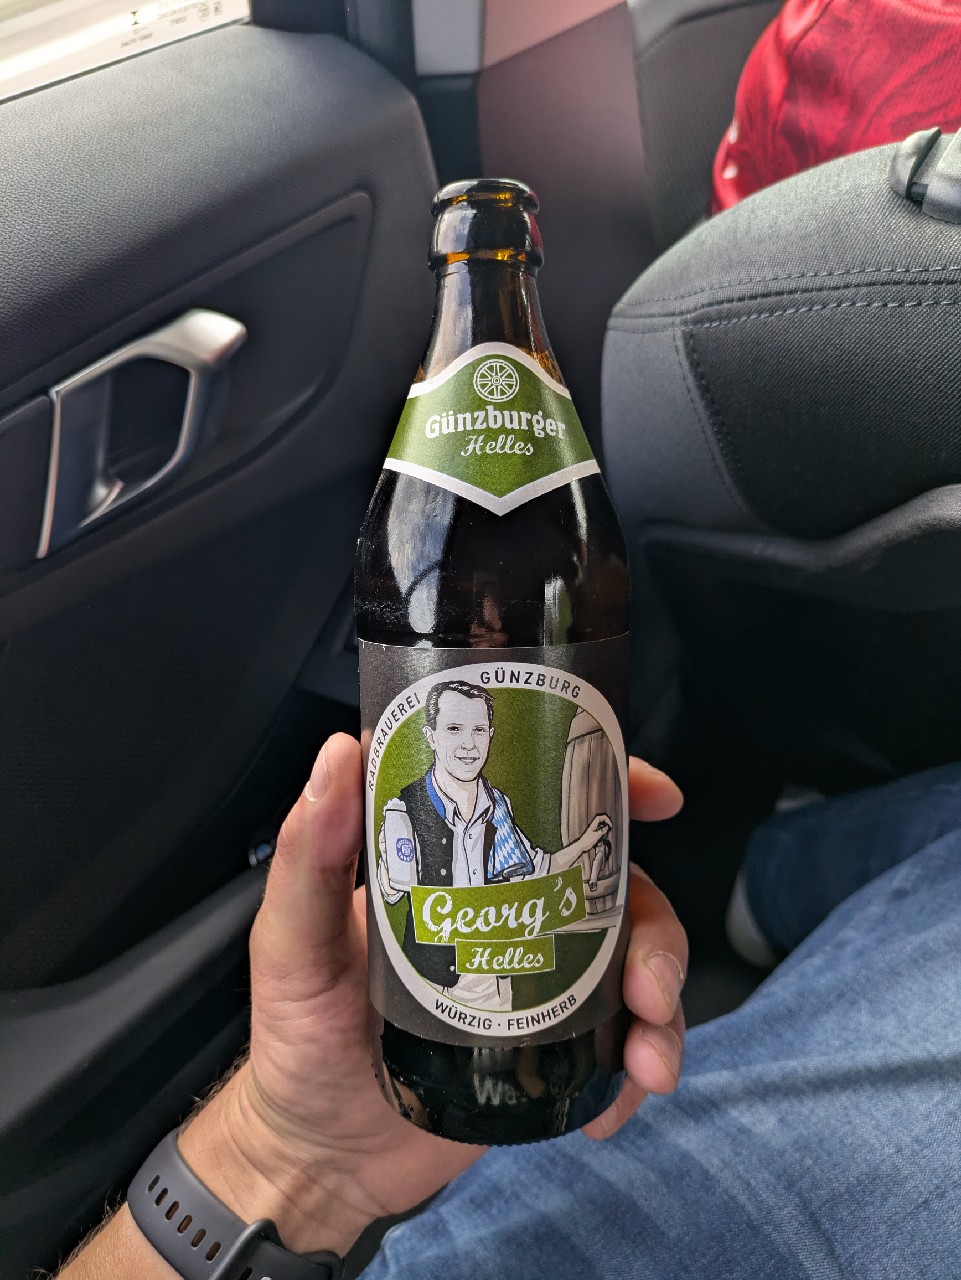 Günzburger
Helles
RADBRAUEREI GÜNZBURG
Georg's
Helles
WÜRZIG · FEINHERB